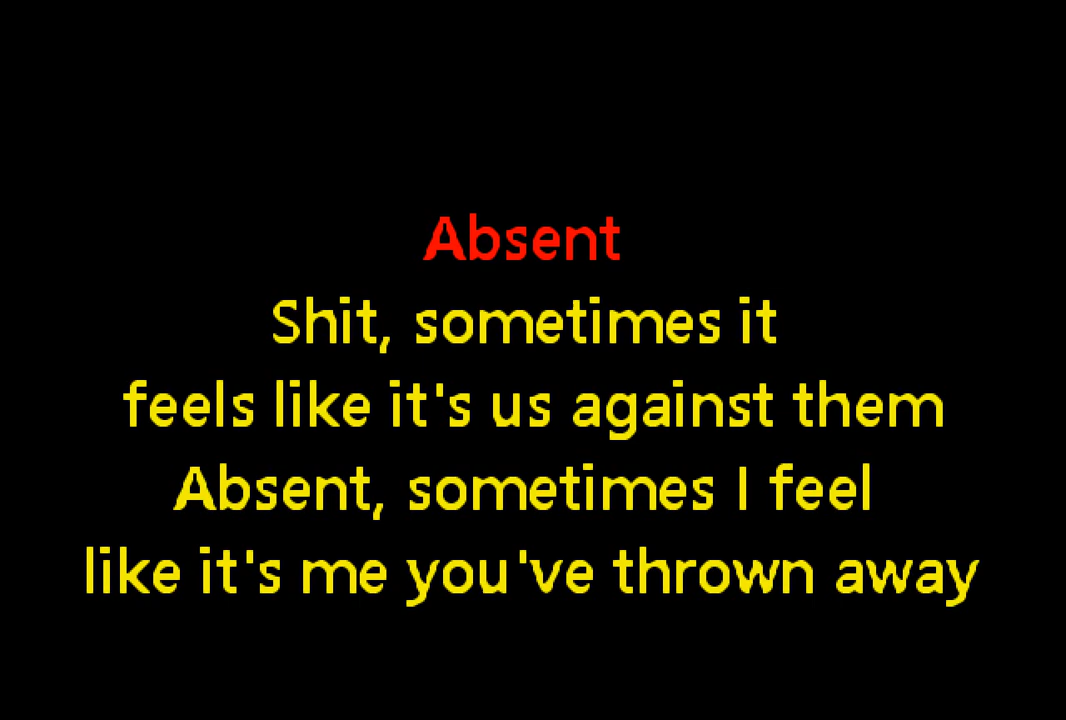 Absent
Shit, sometimes it
feels like it's us against them
Absent, sometimes I feel
like it's me you've thrown away